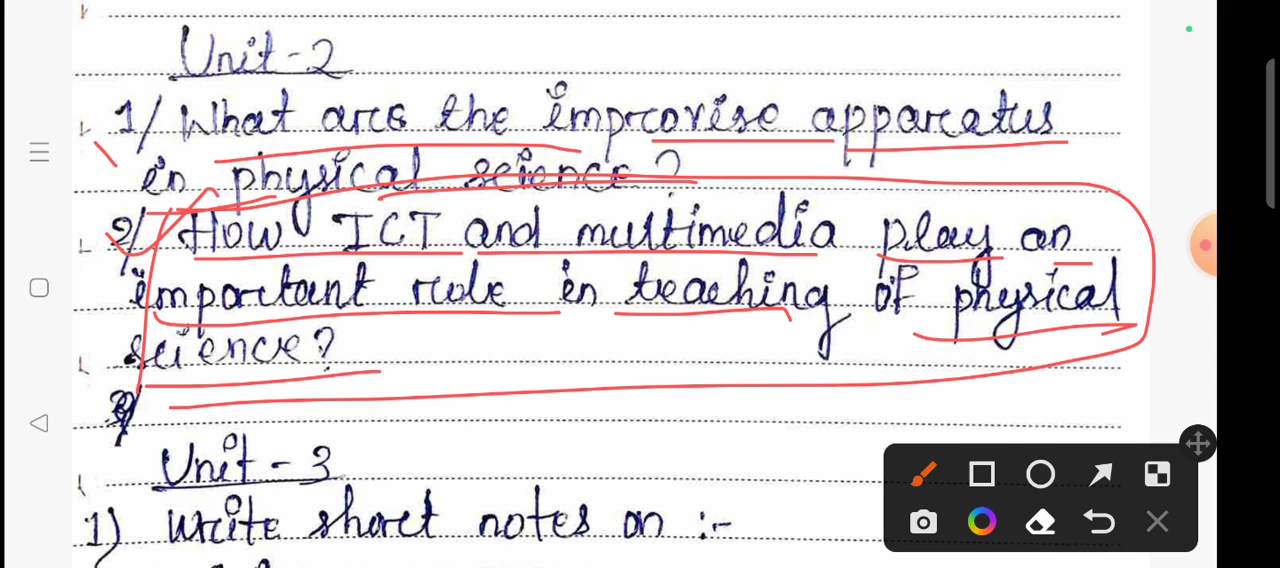 Unit-2
1/ What are the improvise apparatus
in physical science?
2/ How ICT and multimedia play an
important role in teaching of physical
science?
Unit - 3
1) Write short notes on :-